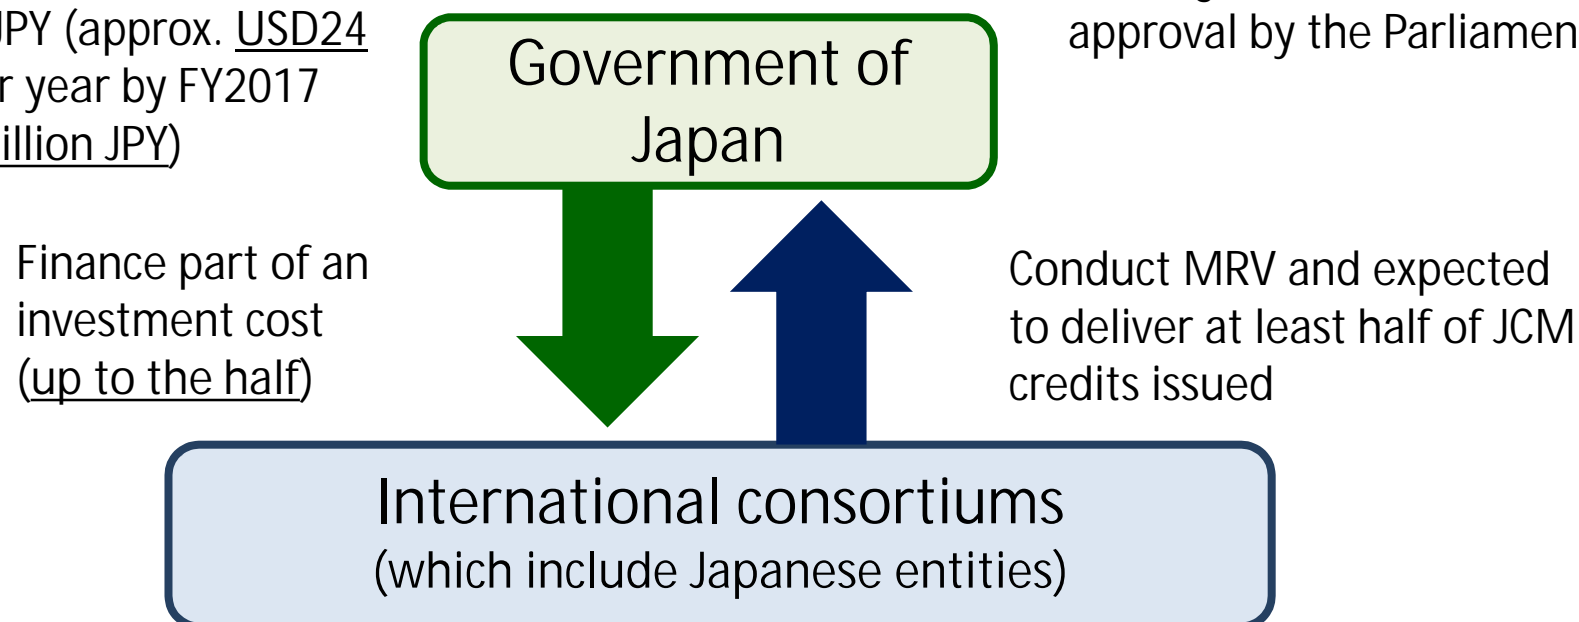 JPY (approx. USD24
r year by FY2017
illion JPY)
approval by the Parliamen
Government of
Japan
Finance part of an
investment cost
(up to the half)
Conduct MRV and expected
to deliver at least half of JCM
credits issued
International consortiums
(which include Japanese entities)